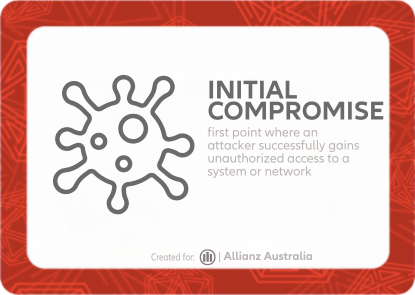 INITIAL
COMPROMISE
first point where an
attacker successfully gains
unauthorized access to a
system or network
Created for: | Allianz Australia